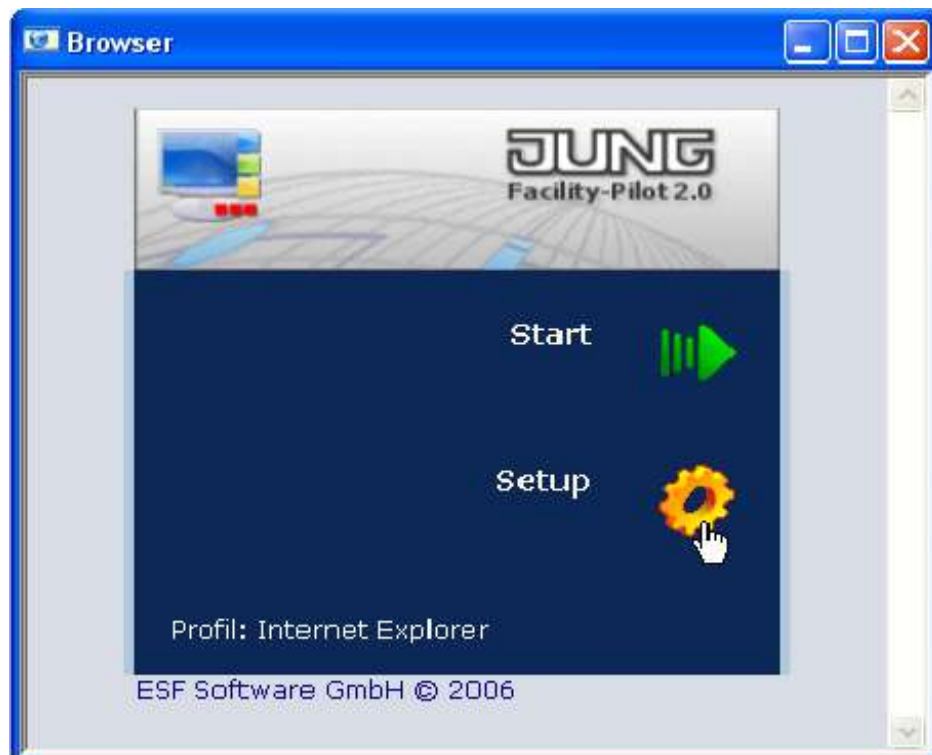 Browser
JUNG
Facility-Pilot 2.0
Start
Setup
Profil: Internet Explorer
ESF Software GmbH © 2006